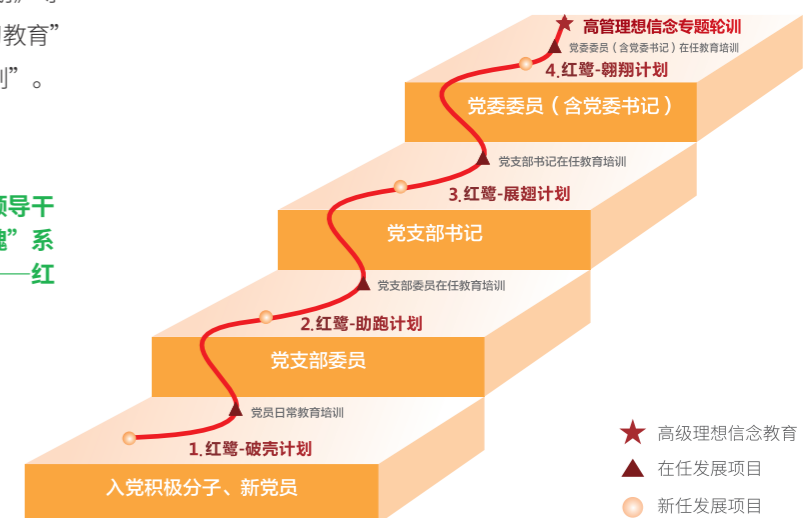 教育”
”。
领导干
”系
——红
高管理想信念专题轮训
党委委员（含党委书记）在任教育培训
4.红鹭-翱翔计划
党委委员（含党委书记）
党支部书记在任教育培训
3.红鹭-展翅计划
党支部书记
党支部委员在任教育培训
2.红鹭-助跑计划
党支部委员
党员日常教育培训
1.红鹭-破壳计划
入党积极分子、新党员
高级理想信念教育
在任发展项目
新任发展项目